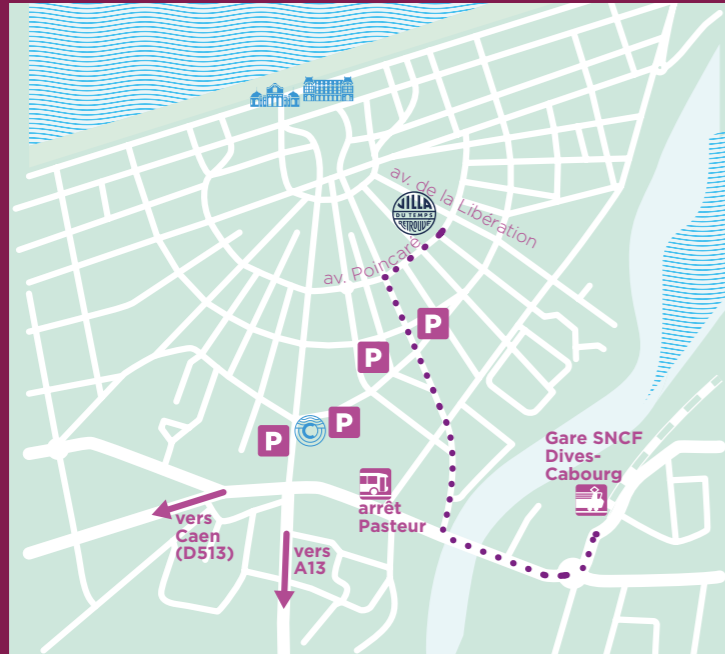 av. de la Libération
VILLA
DU TEMPS
RETROUVÉ
av. Poincaré
P
P
P
P
C
Gare SNCF
Dives-
Cabourg
arrêt
Pasteur
vers
Caen
(D513)
vers
A13